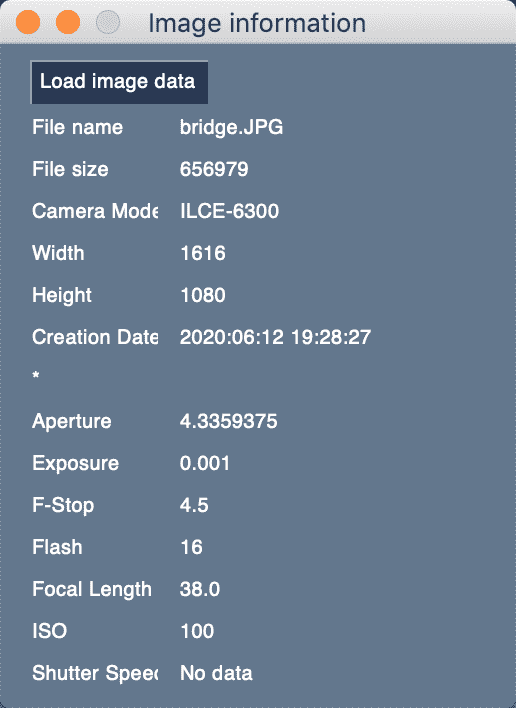 Image information
Load image data
File name bridge.JPG
File size 656979
Camera Mode ILCE-6300
Width 1616
Height 1080
Creation Date 2020:06:12 19:28:27
*
Aperture 4.3359375
Exposure 0.001
F-Stop 4.5
Flash 16
Focal Length 38.0
ISO 100
Shutter Speed No data